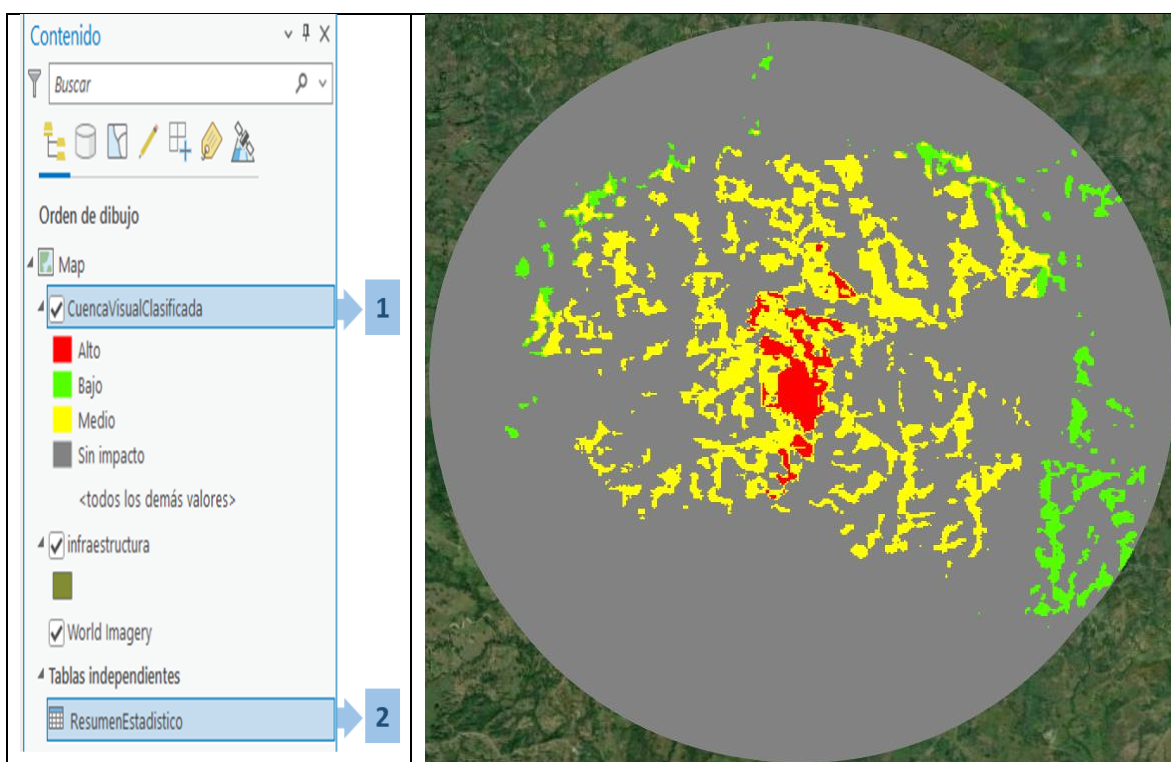 Contenido
Buscar
Orden de dibujo
Map
CuencaVisualClasificada
1
Alto
Bajo
Medio
Sin impacto
<todos los demás valores>
infraestructura
World Imagery
Tablas independientes
ResumenEstadistico
2